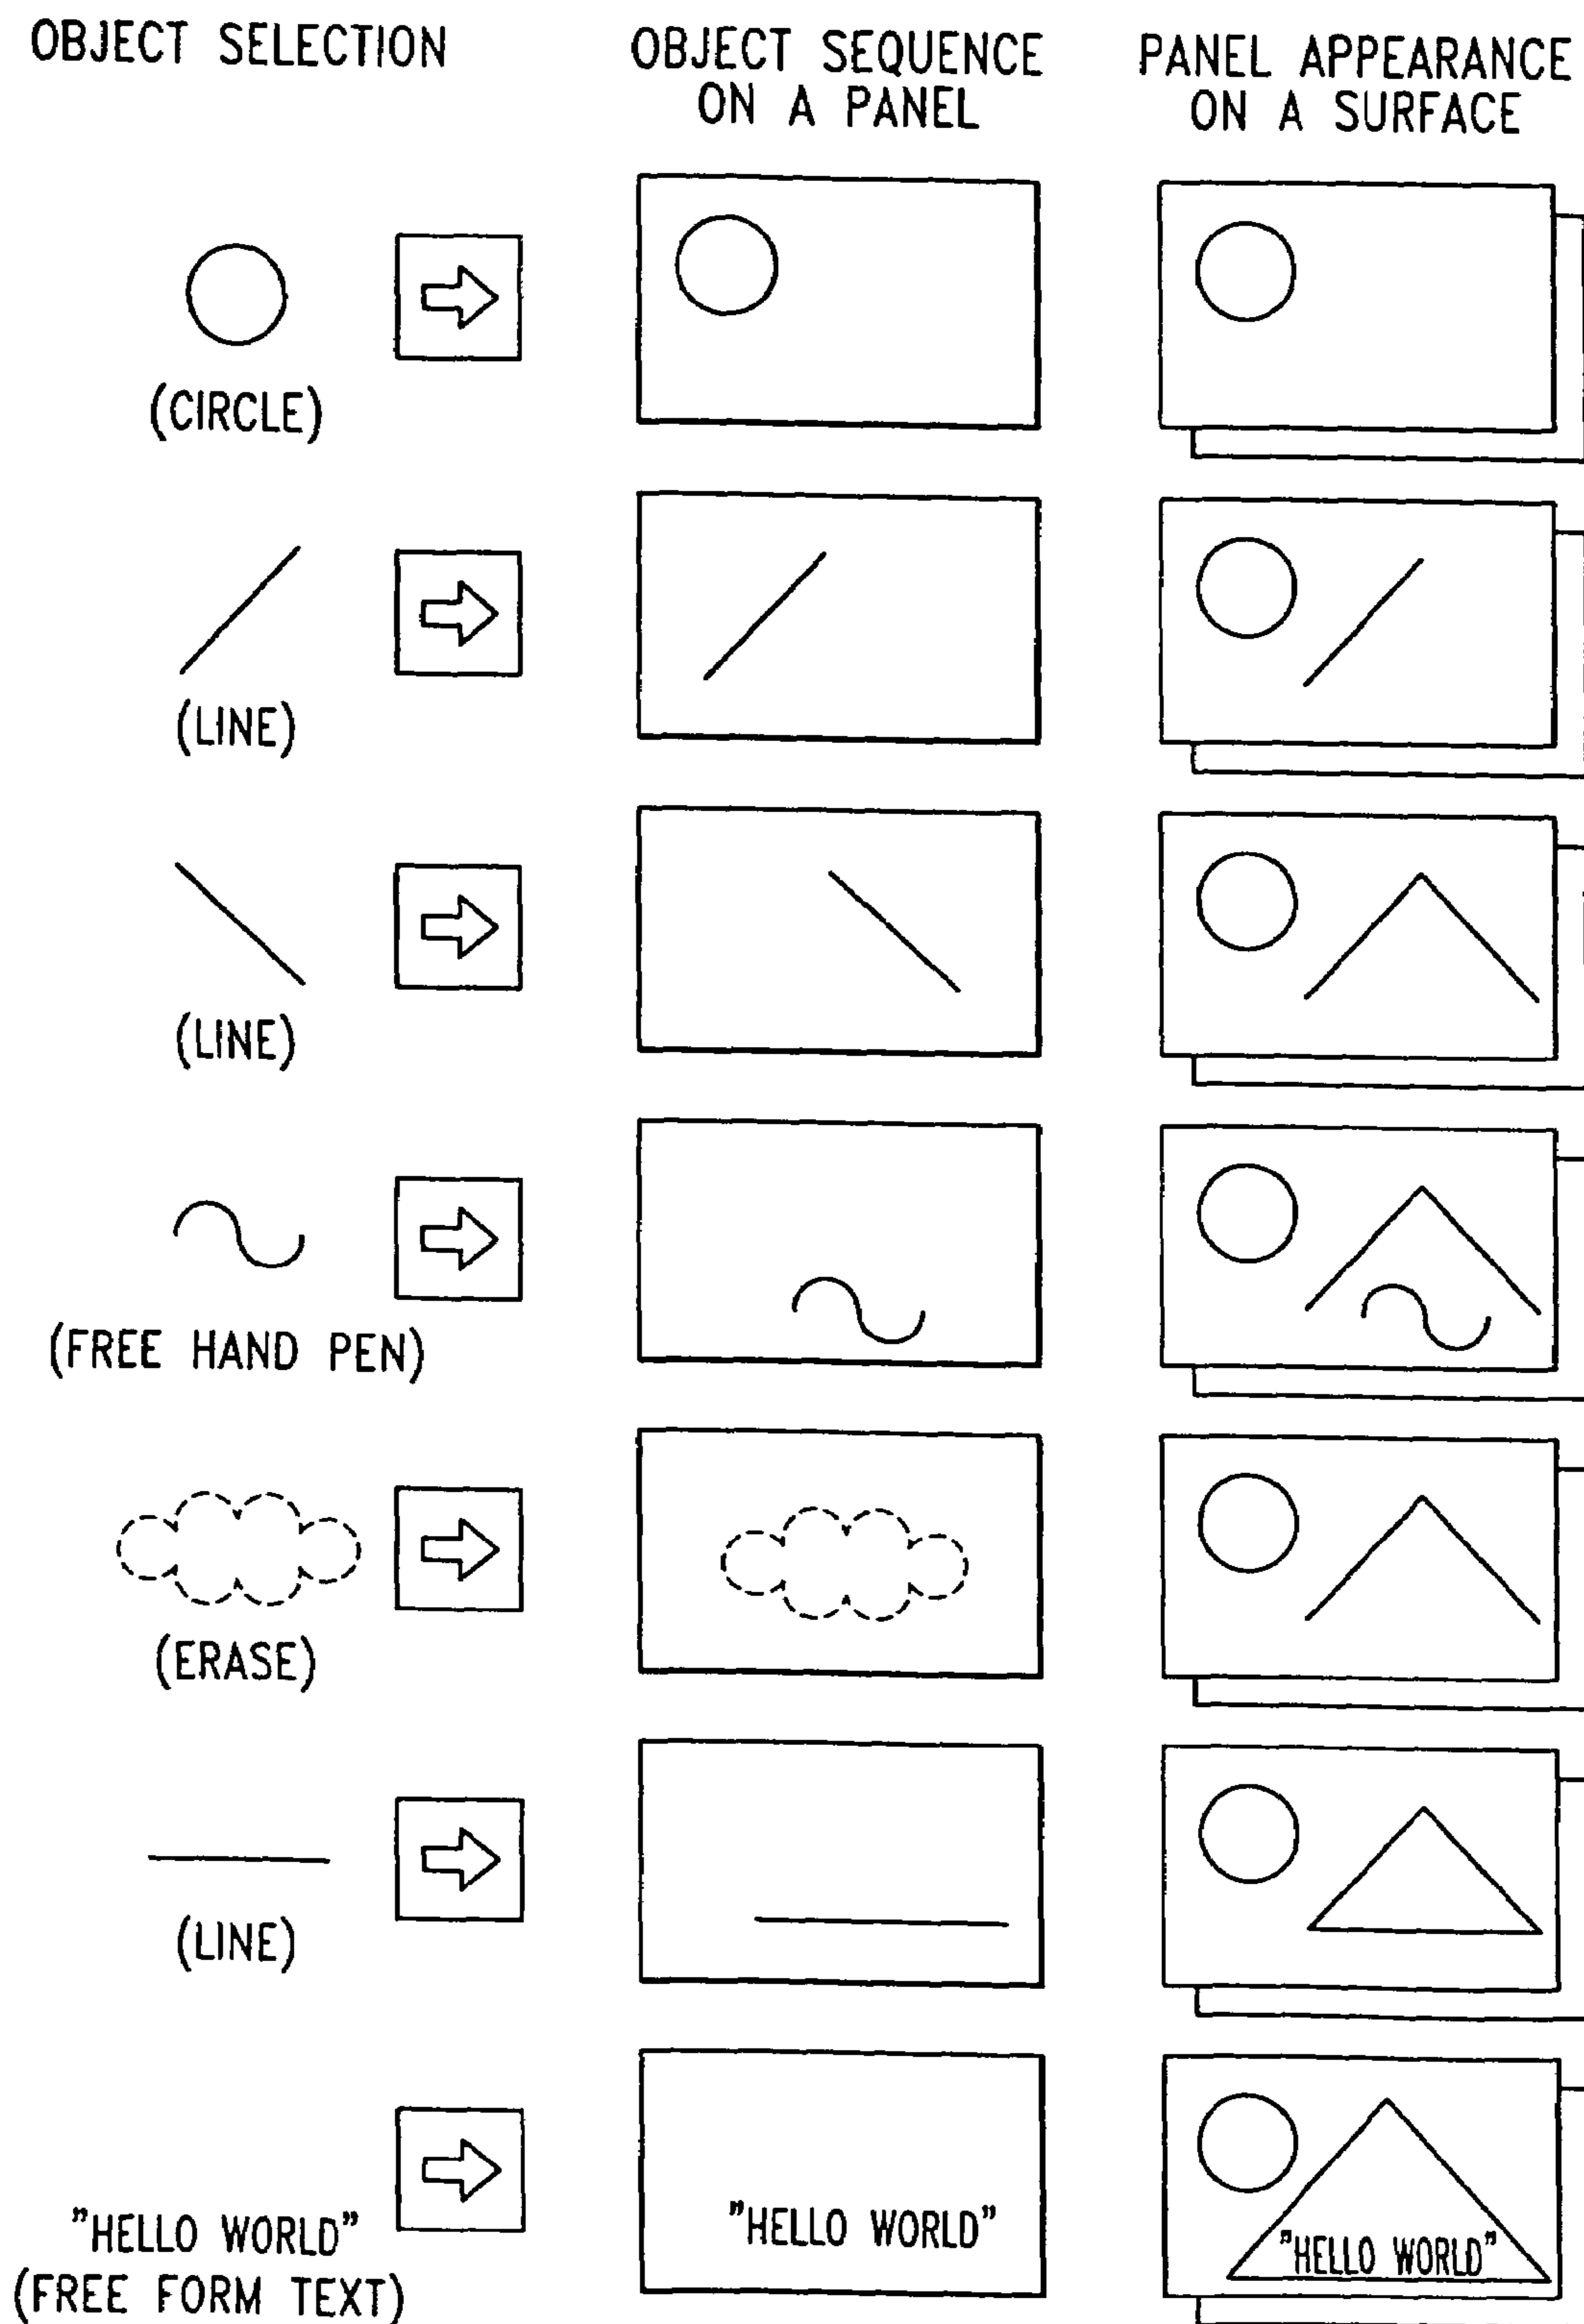 OBJECT SELECTION
OBJECT SEQUENCE
ON A PANEL
PANEL APPEARANCE
ON A SURFACE
(CIRCLE)
(LINE)
(LINE)
(FREE HAND PEN)
(ERASE)
(LINE)
"HELLO WORLD"
(FREE FORM TEXT)
"HELLO WORLD"
"HELLO WORLD"